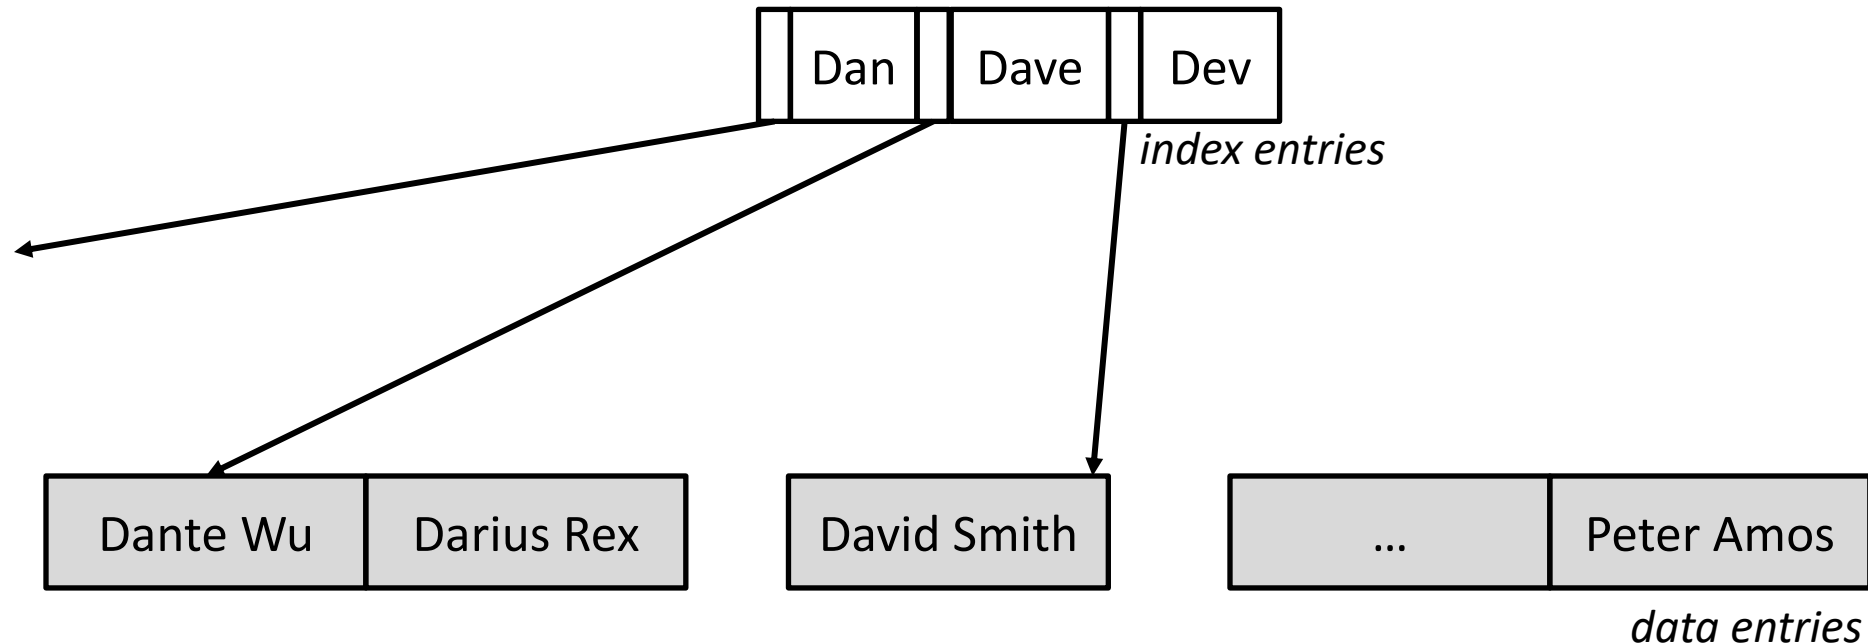 Dan Dave Dev
index entries
Dante Wu Darius Rex David Smith ... Peter Amos
data entries